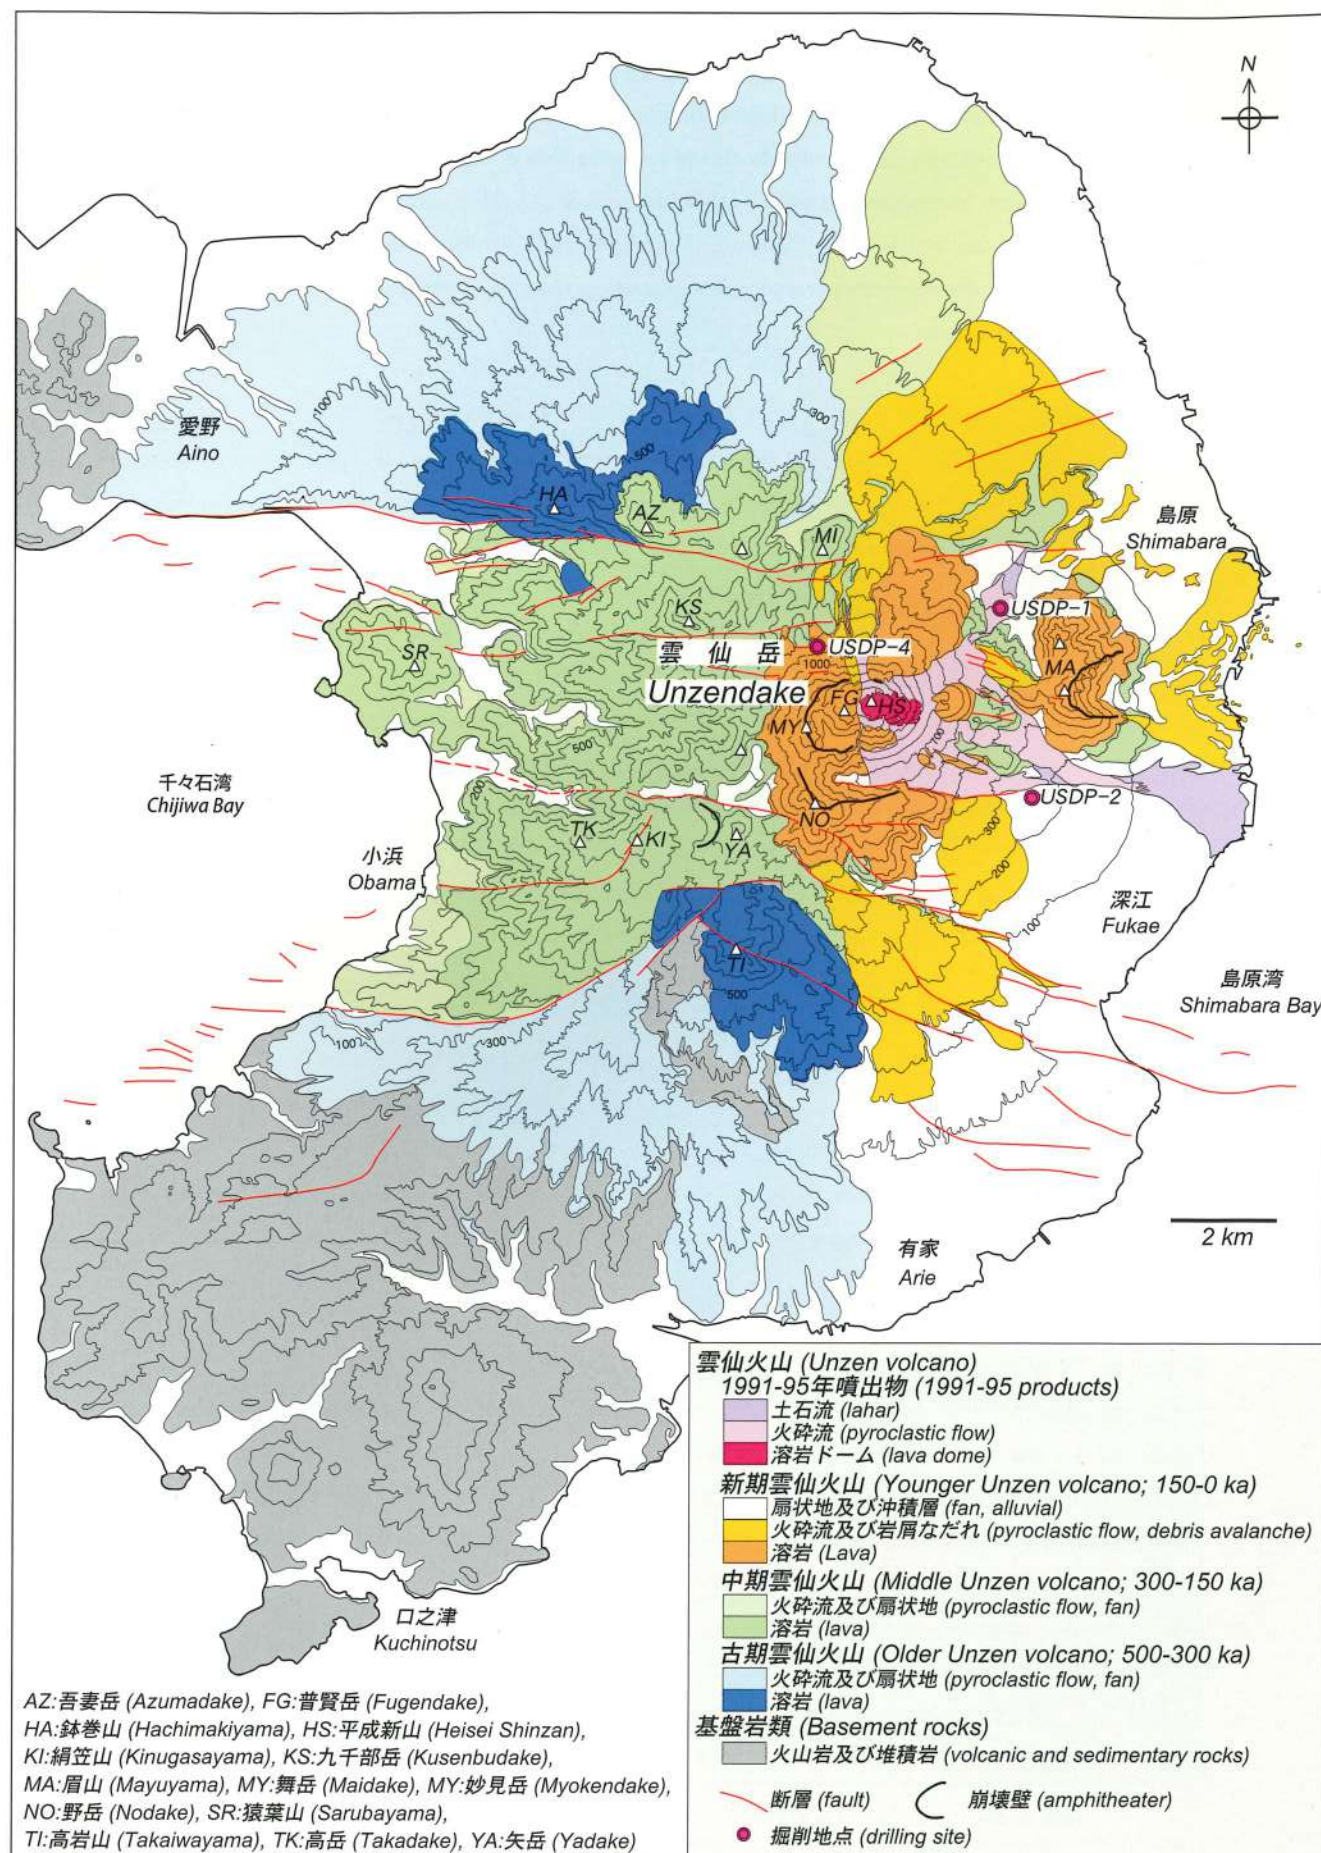 N
100
300
愛野
Aino
500
HA
AZ
MI
島原
Shimabara
KS
USDP-1
雲仙岳
USDP-4
1000
MA
SR
Unzendake
FG
HS
MY
700
500
千々石湾
Chijiwa Bay
200
USDP-2
NO
300
TK
KI
YA
200
小浜
Obama
深江
Fukae
100
TI
500
島原湾
Shimabara Bay
100
300
2 km
有家
Arie
口之津
Kuchinotsu
雲仙火山 (Unzen volcano)
1991-95年噴出物 (1991-95 products)
土石流 (lahar)
火砕流 (pyroclastic flow)
溶岩ドーム (lava dome)
新期雲仙火山 (Younger Unzen volcano; 150-0 ka)
扇状地及び沖積層 (fan, alluvial)
火砕流及び岩屑なだれ (pyroclastic flow, debris avalanche)
溶岩 (Lava)
中期雲仙火山 (Middle Unzen volcano; 300-150 ka)
火砕流及び扇状地 (pyroclastic flow, fan)
溶岩 (lava)
古期雲仙火山 (Older Unzen volcano; 500-300 ka)
火砕流及び扇状地 (pyroclastic flow, fan)
溶岩 (lava)
基盤岩類 (Basement rocks)
火山岩及び堆積岩 (volcanic and sedimentary rocks)
断層 (fault) 崩壊壁 (amphitheater)
掘削地点 (drilling site)
AZ:吾妻岳 (Azumadake), FG:普賢岳 (Fugendake),
HA:鉢巻山 (Hachimakiyama), HS:平成新山 (Heisei Shinzan),
KI:絹笠山 (Kinugasayama), KS:九千部岳 (Kusenbudake),
MA:眉山 (Mayuyama), MY:舞岳 (Maidake), MY:妙見岳 (Myokendake),
NO:野岳 (Nodake), SR:猿葉山 (Sarubayama),
TI:高岩山 (Takaiwayama), TK:高岳 (Takadake), YA:矢岳 (Yadake)